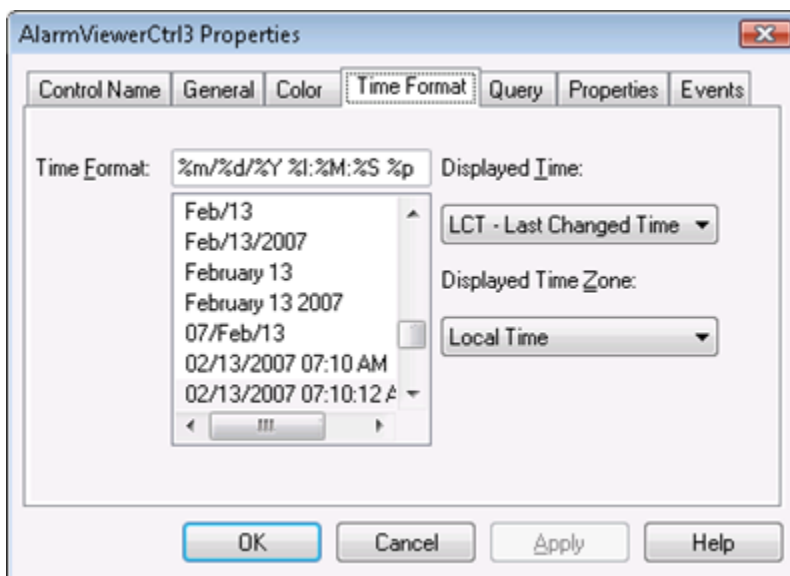 AlarmViewerCtrl3 Properties
Control Name General Color Time Format Query Properties Events
Time Format: %m/%d/%Y %I:%M:%S %p Displayed Time:
Feb/13
Feb/13/2007
February 13
February 13 2007
07/Feb/13
02/13/2007 07:10 AM
02/13/2007 07:10:12 A
LCT - Last Changed Time
Displayed Time Zone:
Local Time
OK Cancel Apply Help